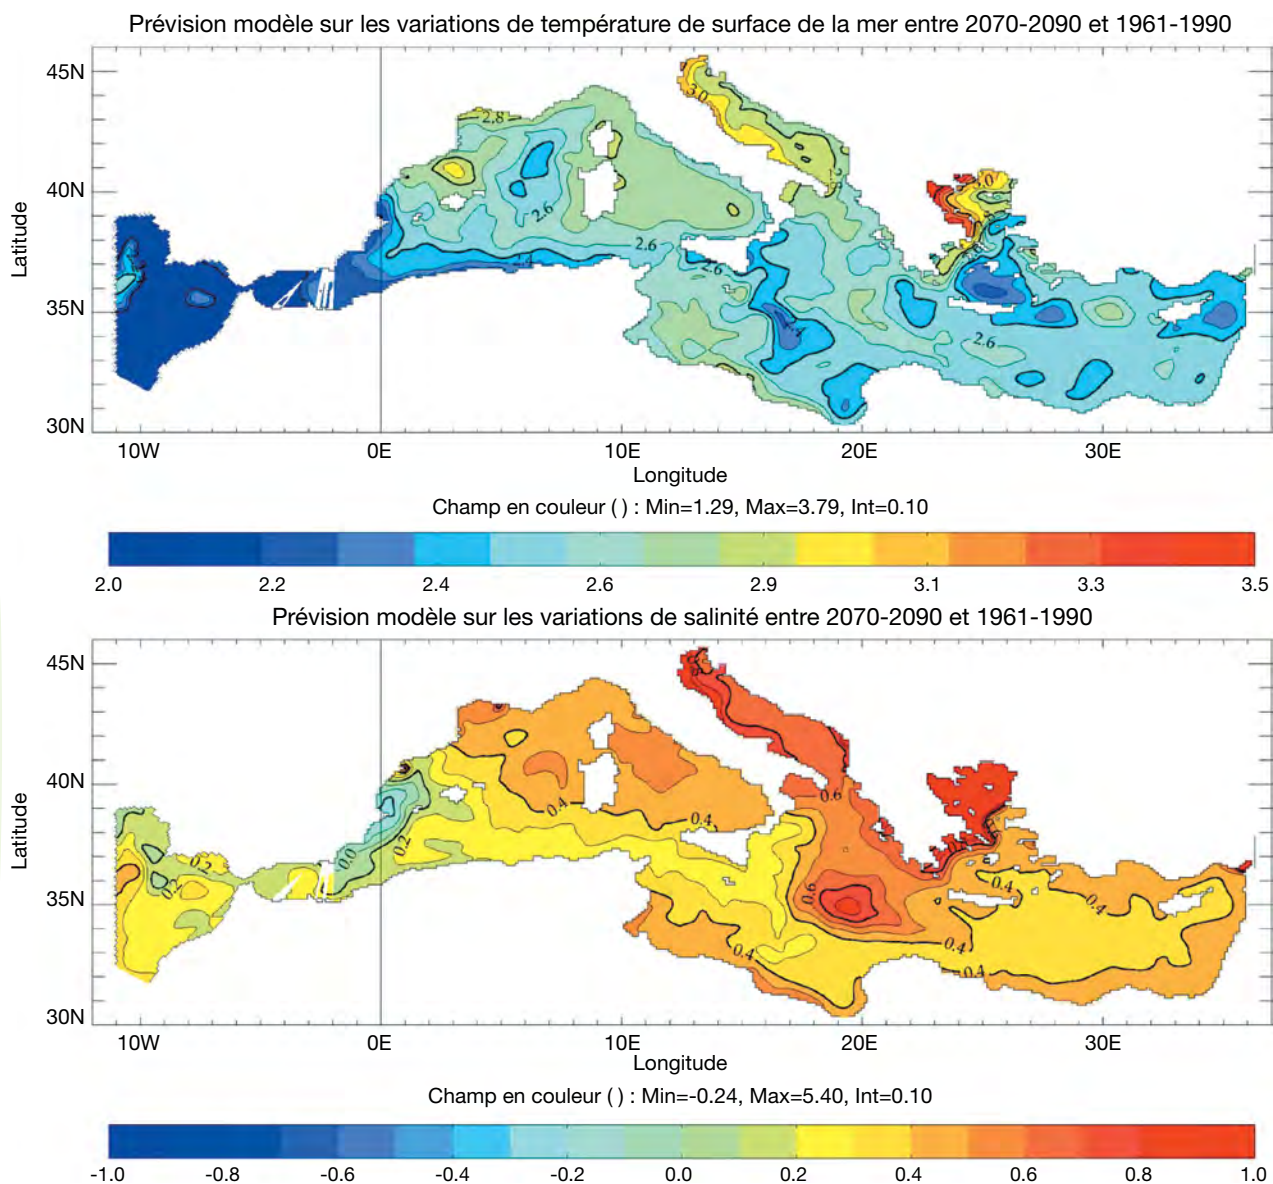 Prévision modèle sur les variations de température de surface de la mer entre 2070-2090 et 1961-1990
45N
40N
35N
30N
Latitude
2.8
3.0
2.6
2.6
2.4
2.6
2.6
10W 0E 10E 20E 30E
Longitude
Champ en couleur ( ) : Min=1.29, Max=3.79, Int=0.10
2.0 2.2 2.4 2.6 2.9 3.1 3.3 3.5
Prévision modèle sur les variations de salinité entre 2070-2090 et 1961-1990
45N
40N
35N
30N
Latitude
0.6
0.4
0.4
0.2
0.0
0.2
0.2
0.6
0.4
0.4
0.4
0.4
0.4
10W 0E 10E 20E 30E
Longitude
Champ en couleur ( ) : Min=-0.24, Max=5.40, Int=0.10
-1.0 -0.8 -0.6 -0.4 -0.2 0.0 0.2 0.4 0.6 0.8 1.0